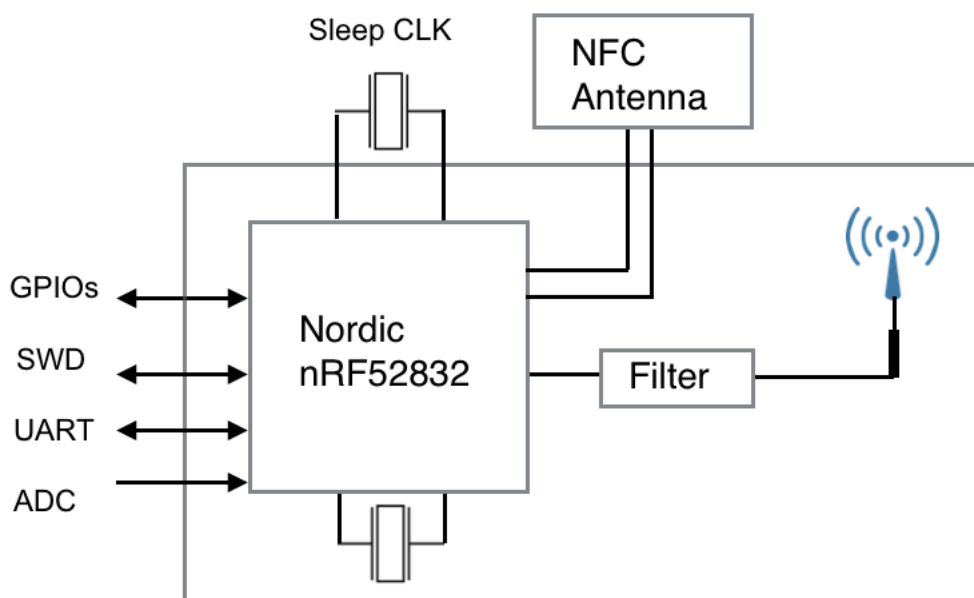 Sleep CLK
NFC
Antenna
GPIOs
SWD
UART
ADC
Nordic
nRF52832
Filter